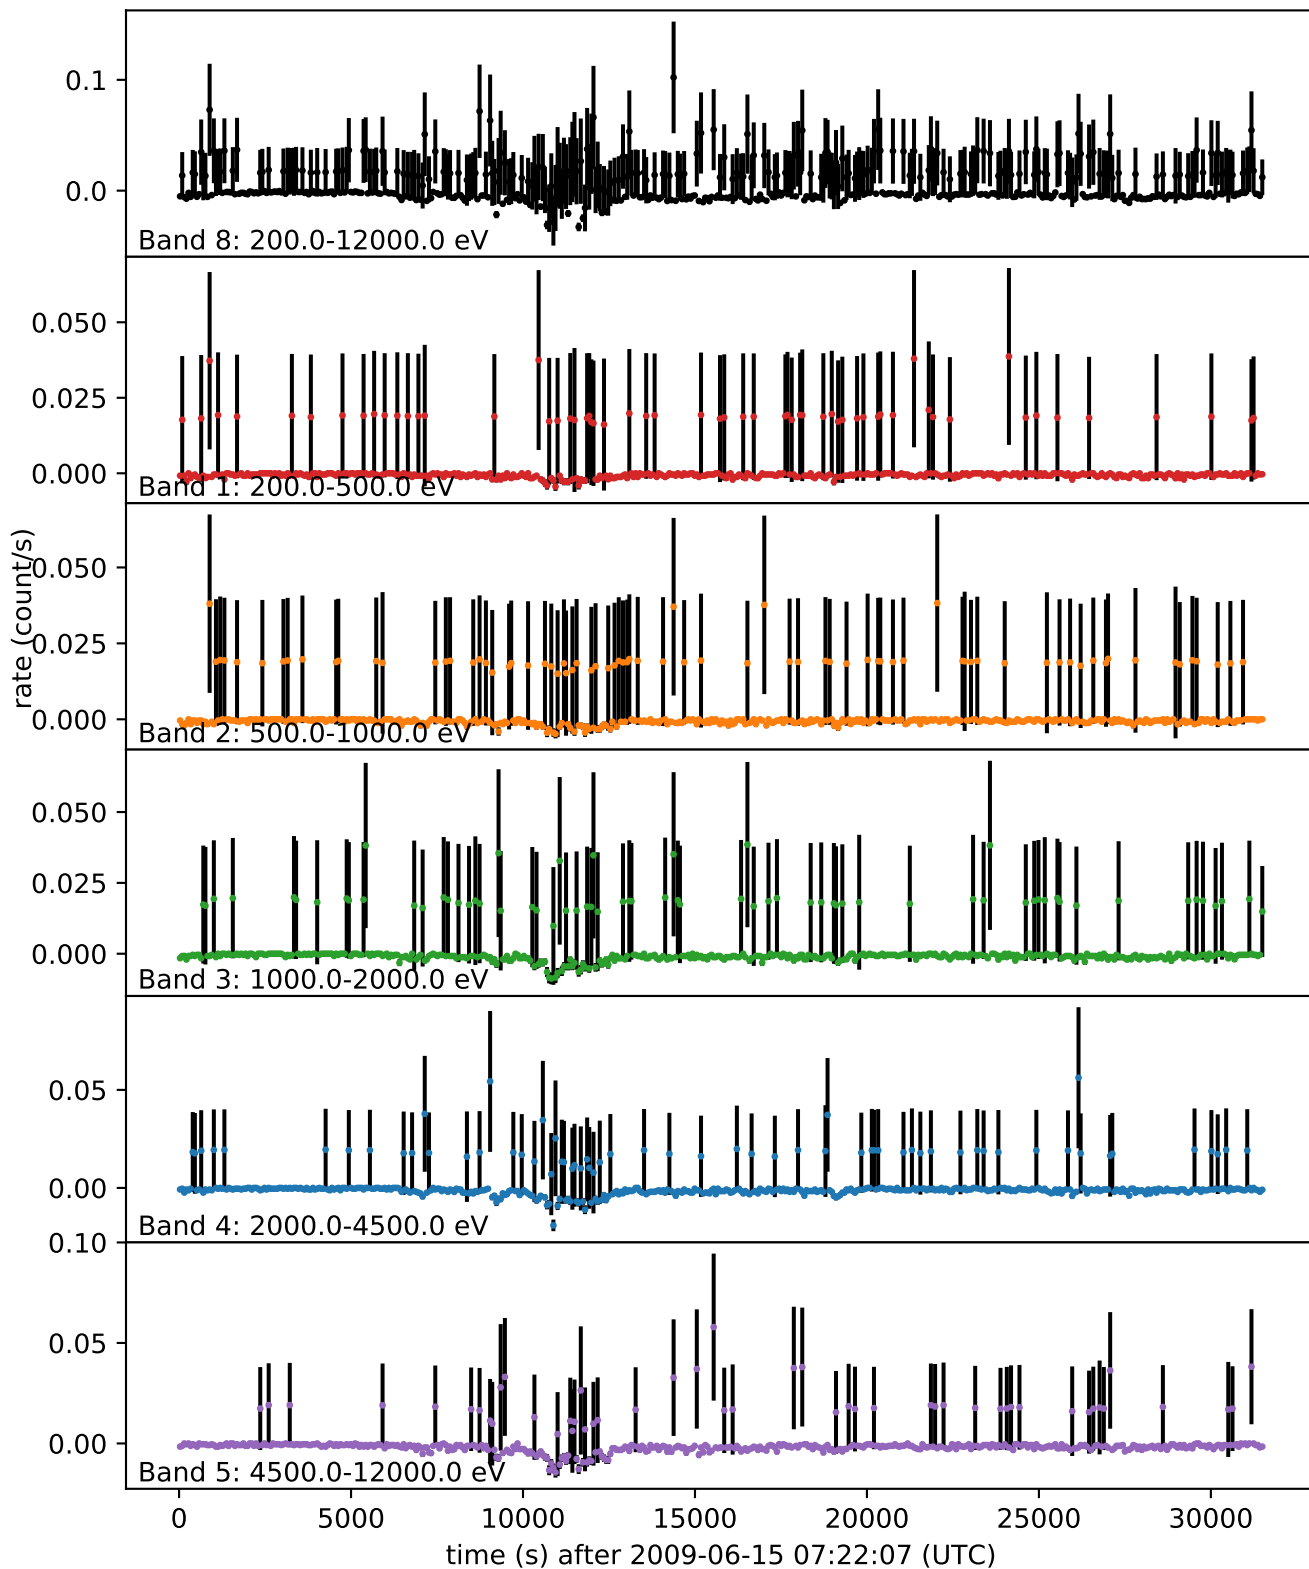 0.1
0.0
Band 8: 200.0-12000.0 eV
0.050
0.025
0.000
Band 1: 200.0-500.0 eV
rate (count/s)
0.050
0.025
0.000
Band 2: 500.0-1000.0 eV
0.050
0.025
0.000
Band 3: 1000.0-2000.0 eV
0.05
0.00
Band 4: 2000.0-4500.0 eV
0.10
0.05
0.00
Band 5: 4500.0-12000.0 eV
0 5000 10000 15000 20000 25000 30000
time (s) after 2009-06-15 07:22:07 (UTC)